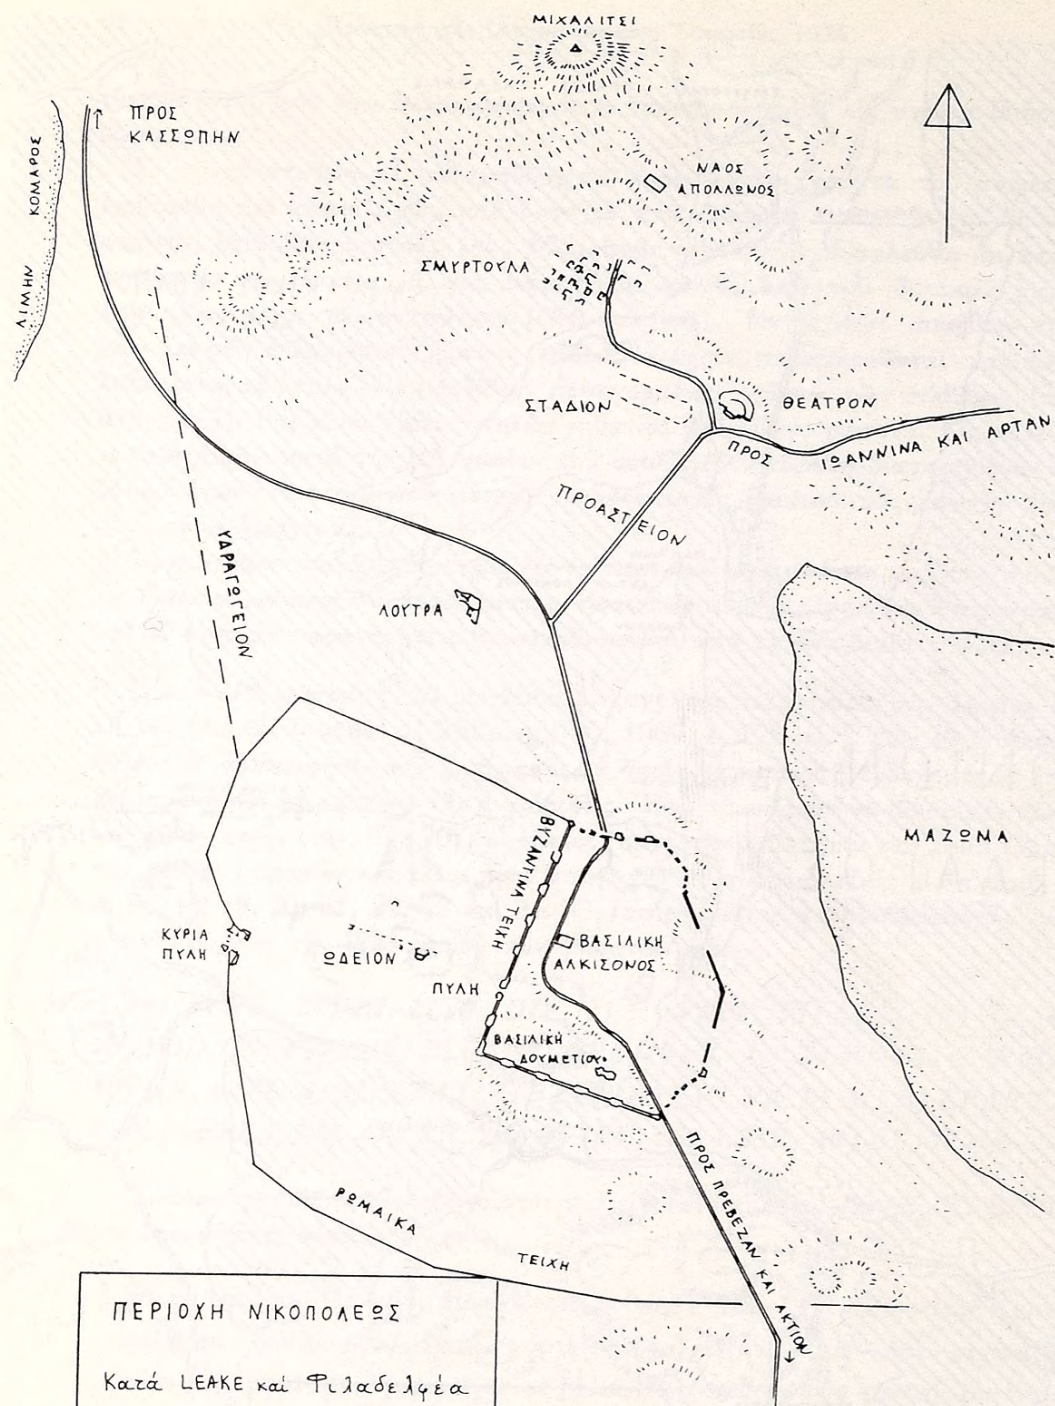 ΜΙΧΑΛΙΤΣΙ
ΠΡΟΣ
ΚΑΣΣΩΠΗΝ
ΛΙΜΗΝ ΚΟΜΑΡΟΣ
ΝΑΟΣ
ΑΠΟΛΛΩΝΟΣ
ΣΜΥΡΤΟΥΛΑ
ΣΤΑΔΙΟΝ
ΘΕΑΤΡΟΝ
ΠΡΟΣ ΙΩΑΝΝΙΝΑ ΚΑΙ ΑΡΤΑΝ
ΠΡΟΑΣΤΕΙΟΝ
ΥΔΡΑΓΩΓΕΙΟΝ
ΛΟΥΤΡΑ
ΜΑΖΩΜΑ
ΒΥΖΑΝΤΙΝΑ ΤΕΙΧΗ
ΚΥΡΙΑ
ΠΥΛΗ
ΩΔΕΙΟΝ
ΒΑΣΙΛΙΚΗ
ΑΛΚΙΣΟΝΟΣ
ΠΥΛΗ
ΒΑΣΙΛΙΚΗ
ΔΟΥΜΕΤΙΟΥ
ΠΡΟΣ ΠΡΕΒΕΖΑΝ ΚΑΙ ΑΚΤΙΟΝ
ΡΩΜΑΙΚΑ ΤΕΙΧΗ
ΠΕΡΙΟΧΗ ΝΙΚΟΠΟΛΕΩΣ
Κατά LEAKE καί Φιλαδελφέα